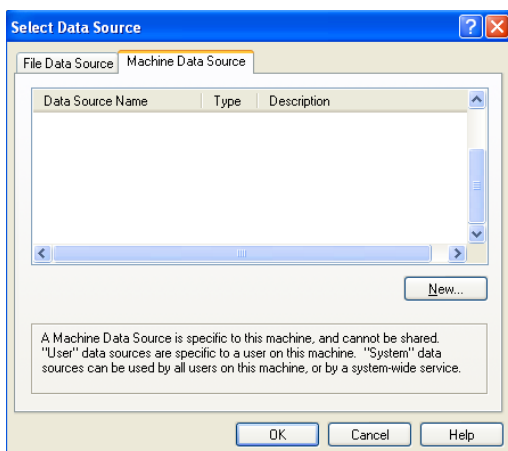 Select Data Source
File Data Source Machine Data Source
Data Source Name Type Description
New...
A Machine Data Source is specific to this machine, and cannot be shared.
"User" data sources are specific to a user on this machine. "System" data
sources can be used by all users on this machine, or by a system-wide service.
OK Cancel Help